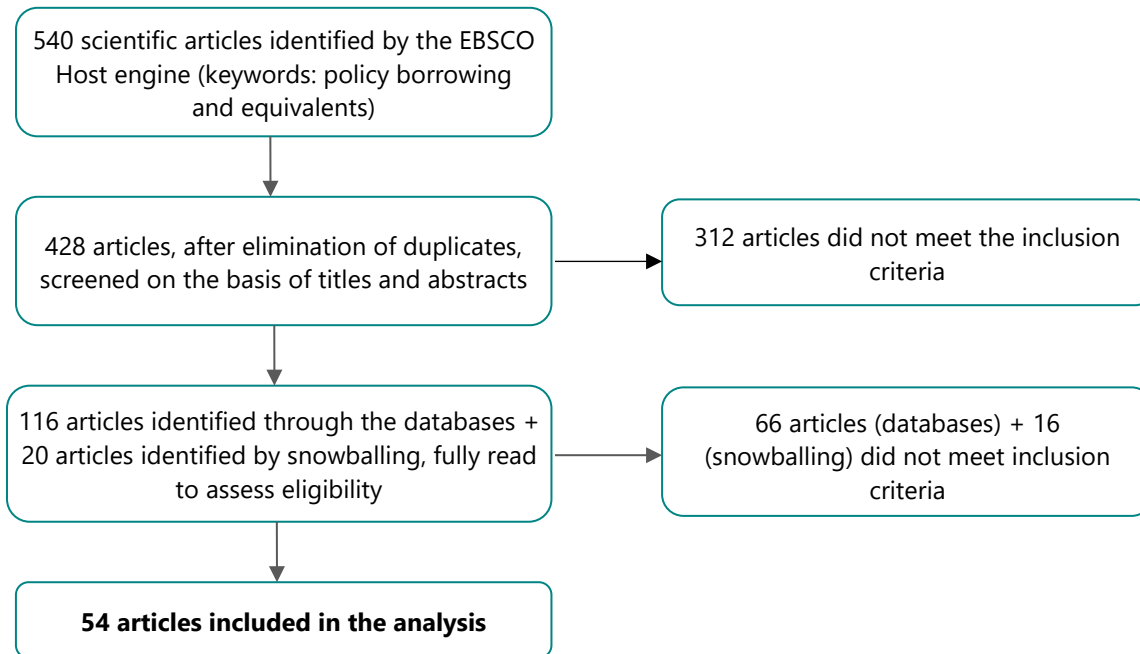 540 scientific articles identified by the EBSCO
Host engine (keywords: policy borrowing
and equivalents)
428 articles, after elimination of duplicates,
screened on the basis of titles and abstracts
312 articles did not meet the inclusion
criteria
116 articles identified through the databases +
20 articles identified by snowballing, fully read
to assess eligibility
66 articles (databases) + 16
(snowballing) did not meet inclusion
criteria
54 articles included in the analysis